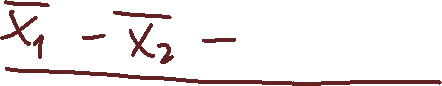 x̅₁ - x̅₂ -